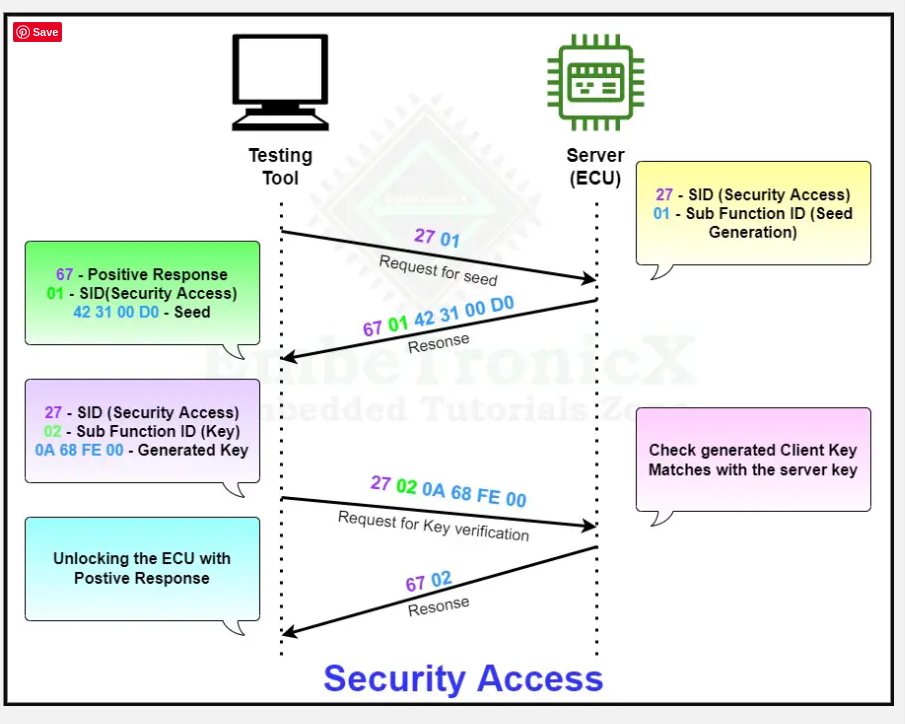 Save
Testing
Tool
Server
(ECU)
27 - SID (Security Access)
01 - Sub Function ID (Seed
Generation)
27 01
Request for seed
67 - Positive Response
01 - SID(Security Access)
42 31 00 D0 - Seed
67 01 42 31 00 D0
Resonse
EmbeTronicX
Embedded Tutorials Zone
27 - SID (Security Access)
02 - Sub Function ID (Key)
0A 68 FE 00 - Generated Key
Check generated Client Key
Matches with the server key
27 02 0A 68 FE 00
Request for Key verification
Unlocking the ECU with
Postive Response
67 02
Resonse
Security Access